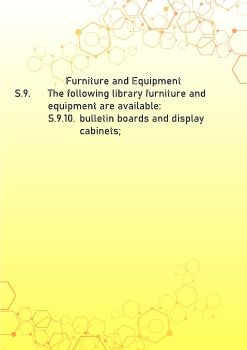 Furniture and Equipment
S.9. The following library furniture and
equipment are available:
S.9.10. bulletin boards and display
cabinets;